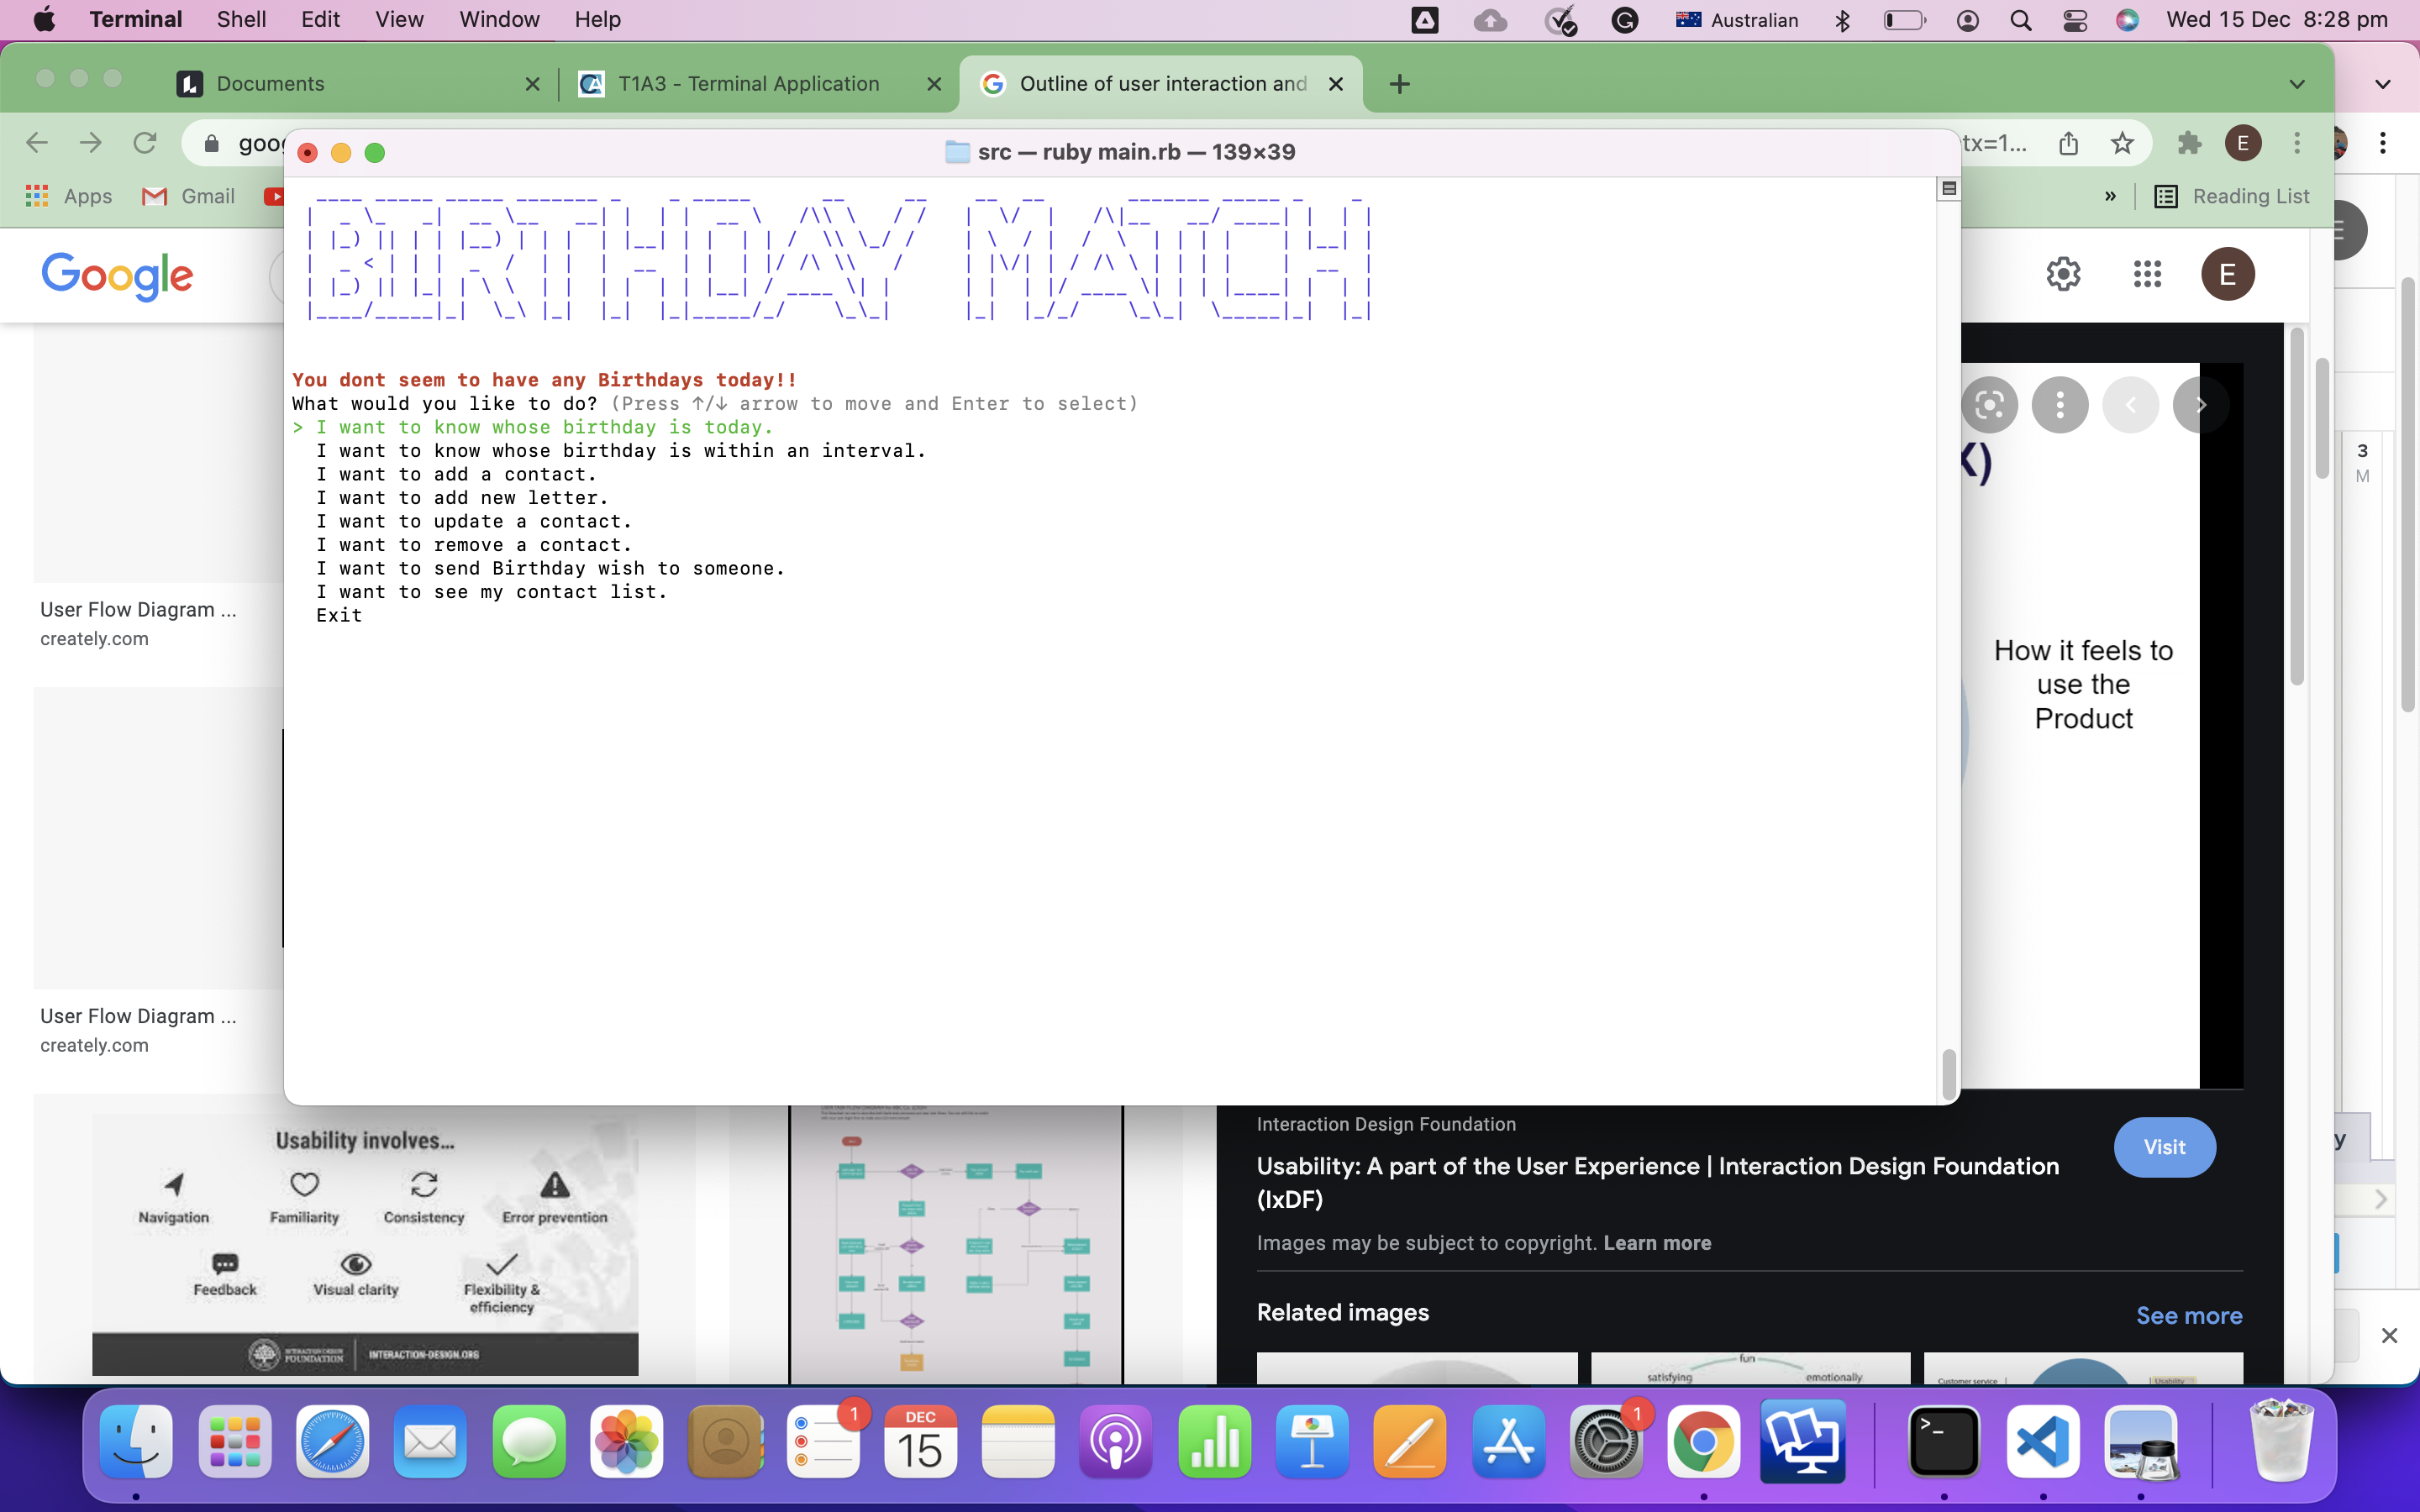 Terminal Shell Edit View Window Help Australian Wed 15 Dec 8:28 pm
Documents T1A3 - Terminal Application Outline of user interaction and
goog tx=1...
src — ruby main.rb — 139×39
Apps Gmail » Reading List
Google E
BIRTHDAY MATCH
You dont seem to have any Birthdays today!!
What would you like to do? (Press ↑/↓ arrow to move and Enter to select)
> I want to know whose birthday is today.
I want to know whose birthday is within an interval.
I want to add a contact.
I want to add new letter.
I want to update a contact.
I want to remove a contact.
I want to send Birthday wish to someone.
I want to see my contact list.
Exit
X)
3
M
User Flow Diagram ...
creately.com
How it feels to
use the
Product
User Flow Diagram ...
creately.com
Usability involves...
Navigation Familiarity Consistency Error prevention
Feedback Visual clarity Flexibility &
efficiency
INTERACTION DESIGN
FOUNDATION
INTERACTION-DESIGN.ORG
Interaction Design Foundation
Usability: A part of the User Experience | Interaction Design Foundation
(IxDF)
Visit
Images may be subject to copyright. Learn more
Related images See more
fun
satisfying emotionally
Customer service Usability
1
DEC
15
1